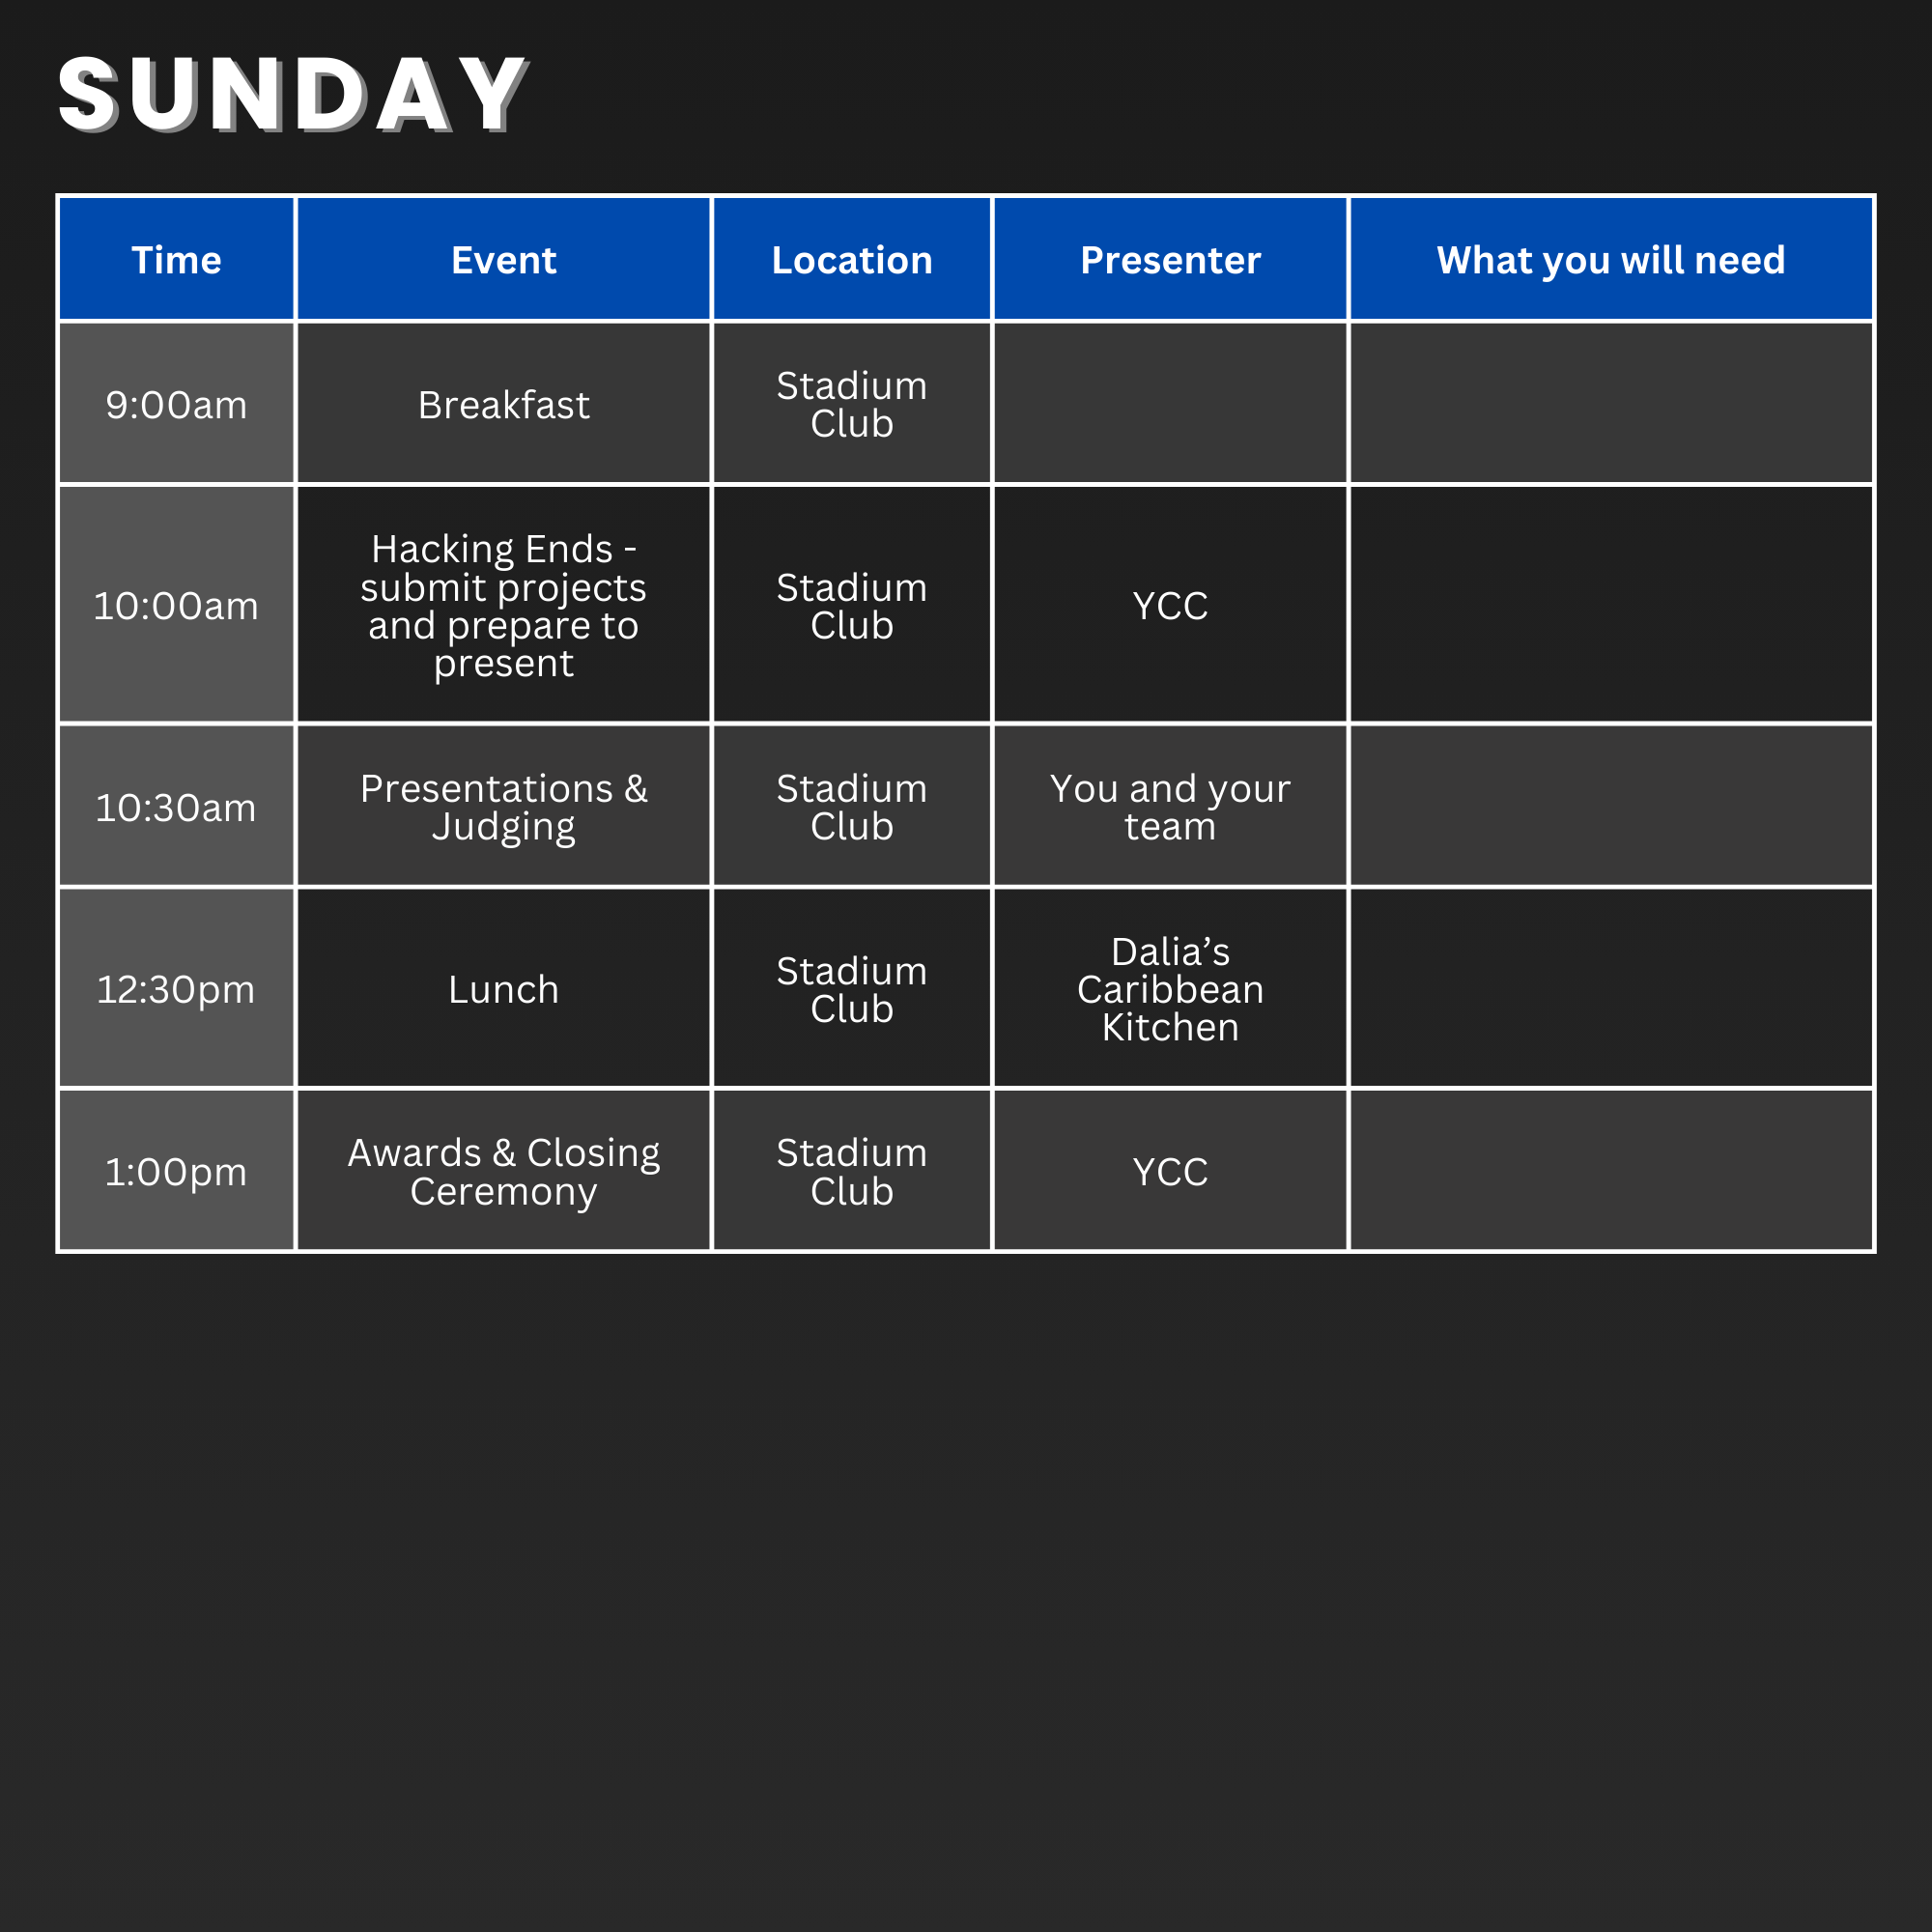 SUNDAY
Time Event Location Presenter What you will need
9:00am
Breakfast
Stadium
Club
10:00am
Hacking Ends -
submit projects
and prepare to
present
Stadium
Club
YCC
10:30am
Presentations &
Judging
Stadium
Club
You and your
team
12:30pm
Lunch
Stadium
Club
Dalia’s
Caribbean
Kitchen
1:00pm
Awards & Closing
Ceremony
Stadium
Club
YCC